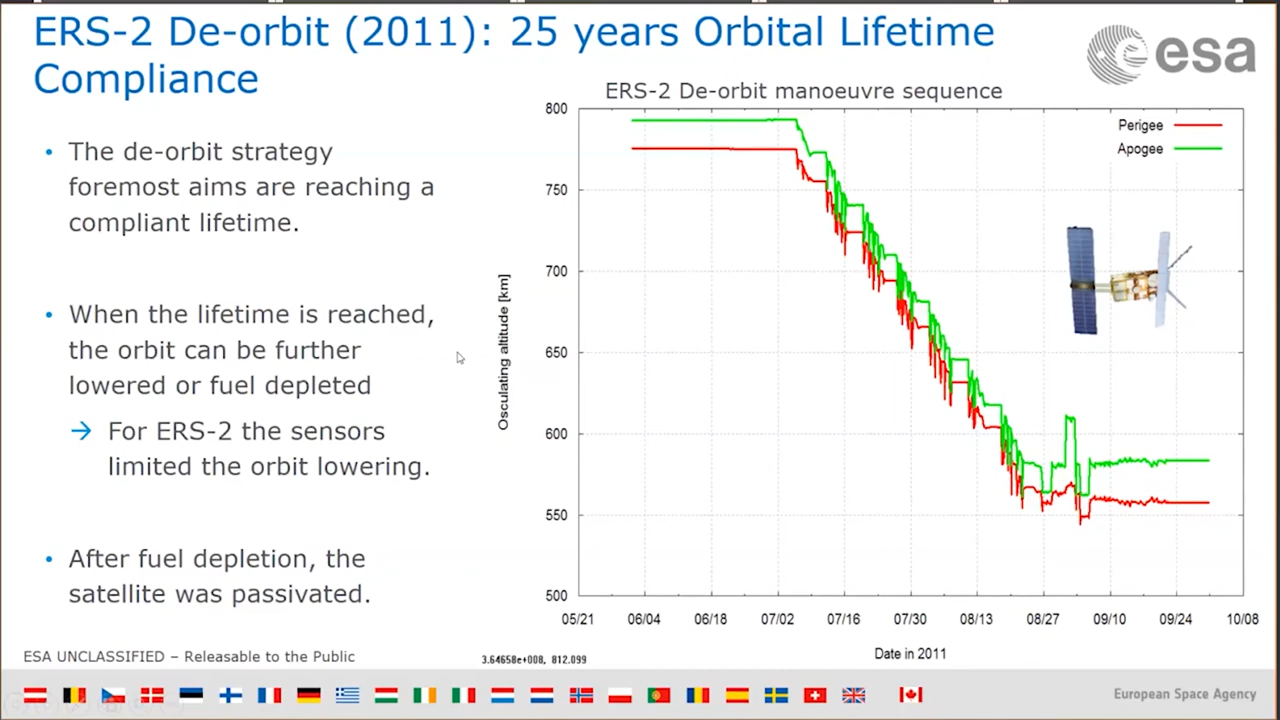 ERS-2 De-orbit (2011): 25 years Orbital Lifetime
Compliance
esa
• The de-orbit strategy
foremost aims are reaching a
compliant lifetime.
• When the lifetime is reached,
the orbit can be further
lowered or fuel depleted
→ For ERS-2 the sensors
limited the orbit lowering.
• After fuel depletion, the
satellite was passivated.
ERS-2 De-orbit manoeuvre sequence
Perigee
Apogee
Osculating altitude [km]
800
750
700
650
600
550
500
05/21 06/04 06/18 07/02 07/16 07/30 08/13 08/27 09/10 09/24 10/08
Date in 2011
3.64658e+008, 812.099
ESA UNCLASSIFIED – Releasable to the Public
European Space Agency